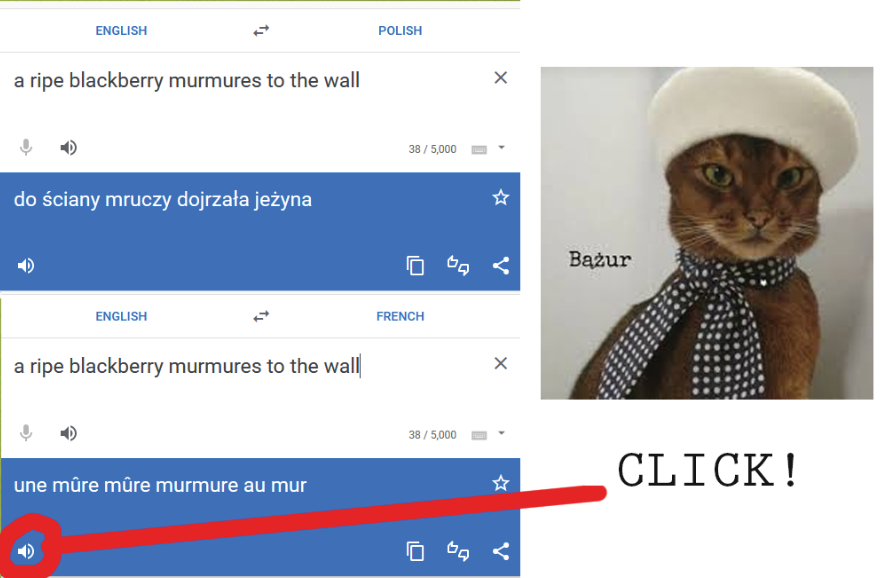 ENGLISH POLISH
a ripe blackberry murmures to the wall
38 / 5,000
do ściany mruczy dojrzała jeżyna
ENGLISH FRENCH
a ripe blackberry murmures to the wall
38 / 5,000
une mûre mûre murmure au mur
Bążur
CLICK!